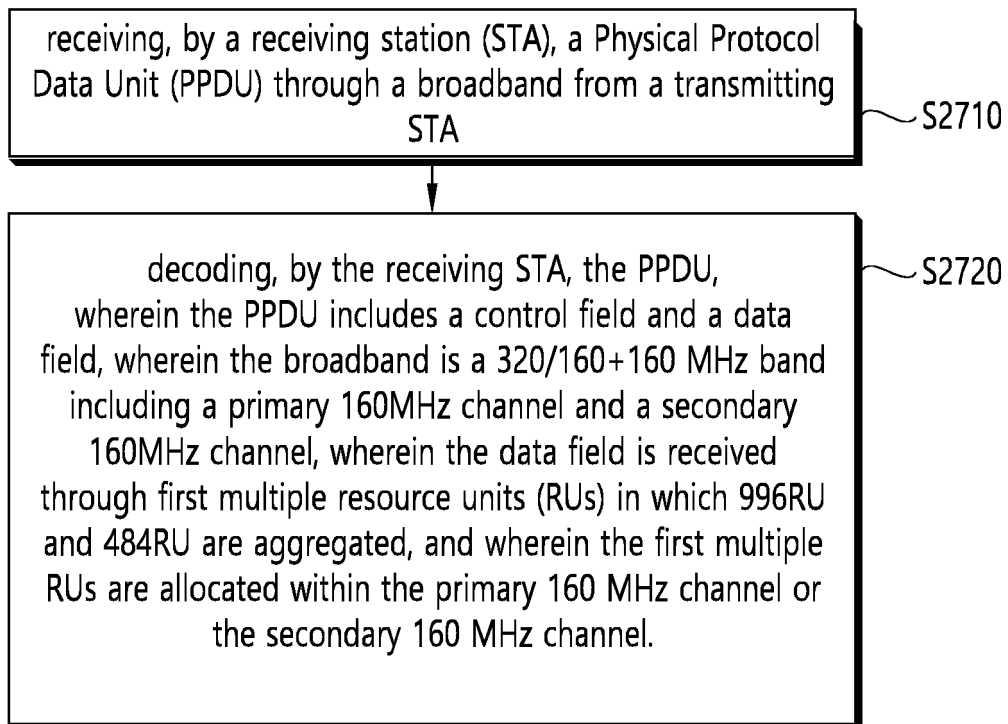 receiving, by a receiving station (STA), a Physical Protocol
Data Unit (PPDU) through a broadband from a transmitting
STA
S2710
decoding, by the receiving STA, the PPDU,
wherein the PPDU includes a control field and a data
field, wherein the broadband is a 320/160+160 MHz band
including a primary 160MHz channel and a secondary
160MHz channel, wherein the data field is received
through first multiple resource units (RUs) in which 996RU
and 484RU are aggregated, and wherein the first multiple
RUs are allocated within the primary 160 MHz channel or
the secondary 160 MHz channel.
S2720